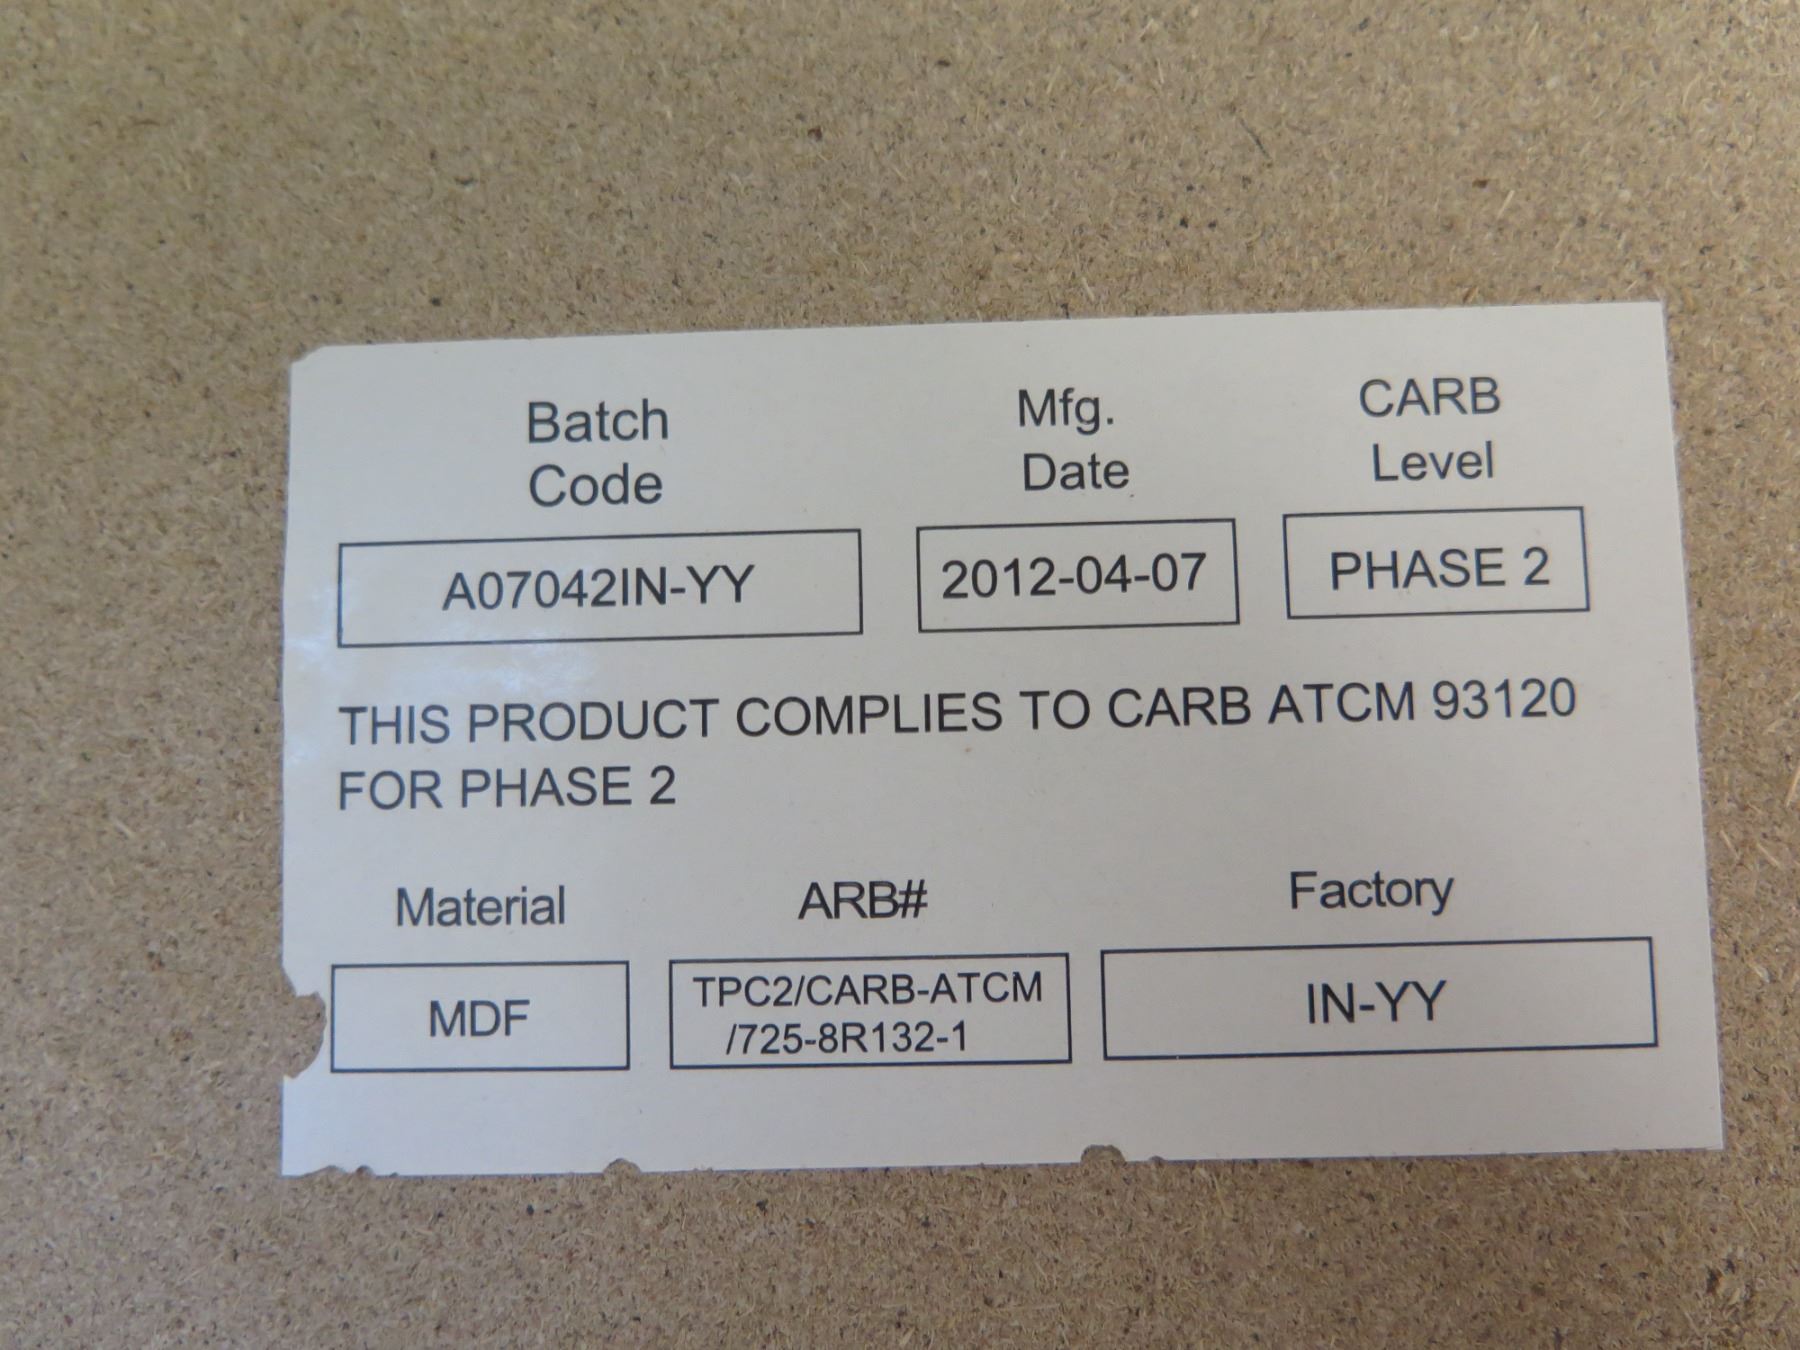 Batch Code
Mfg. Date
CARB Level
A07042IN-YY
2012-04-07
PHASE 2
THIS PRODUCT COMPLIES TO CARB ATCM 93120
FOR PHASE 2
Material
ARB#
Factory
MDF
TPC2/CARB-ATCM
/725-8R132-1
IN-YY